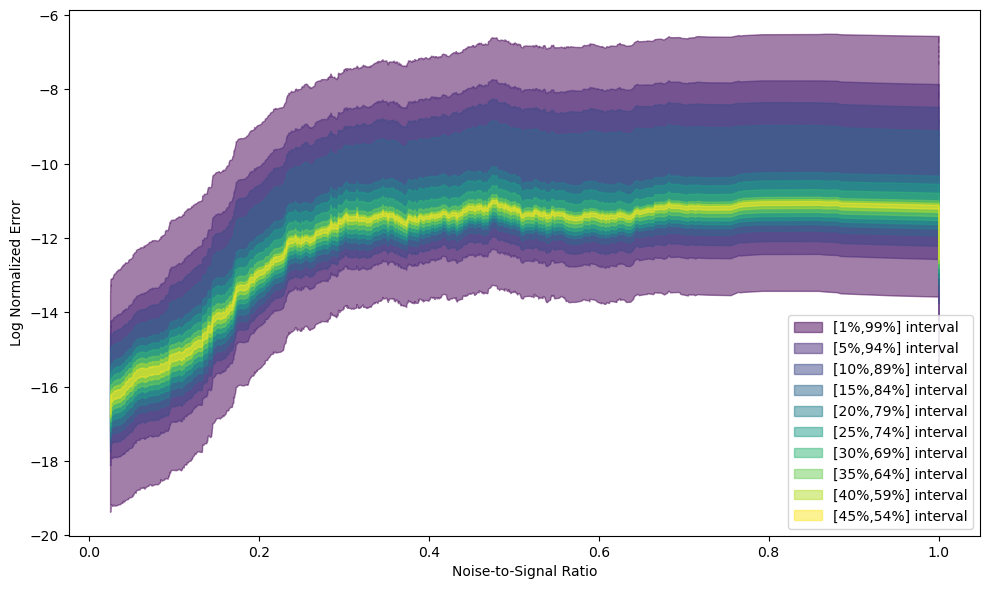 −6
−8
−10
−12
−14
−16
−18
−20
Log Normalized Error
0.0 0.2 0.4 0.6 0.8 1.0
Noise-to-Signal Ratio
[1%,99%] interval
[5%,94%] interval
[10%,89%] interval
[15%,84%] interval
[20%,79%] interval
[25%,74%] interval
[30%,69%] interval
[35%,64%] interval
[40%,59%] interval
[45%,54%] interval